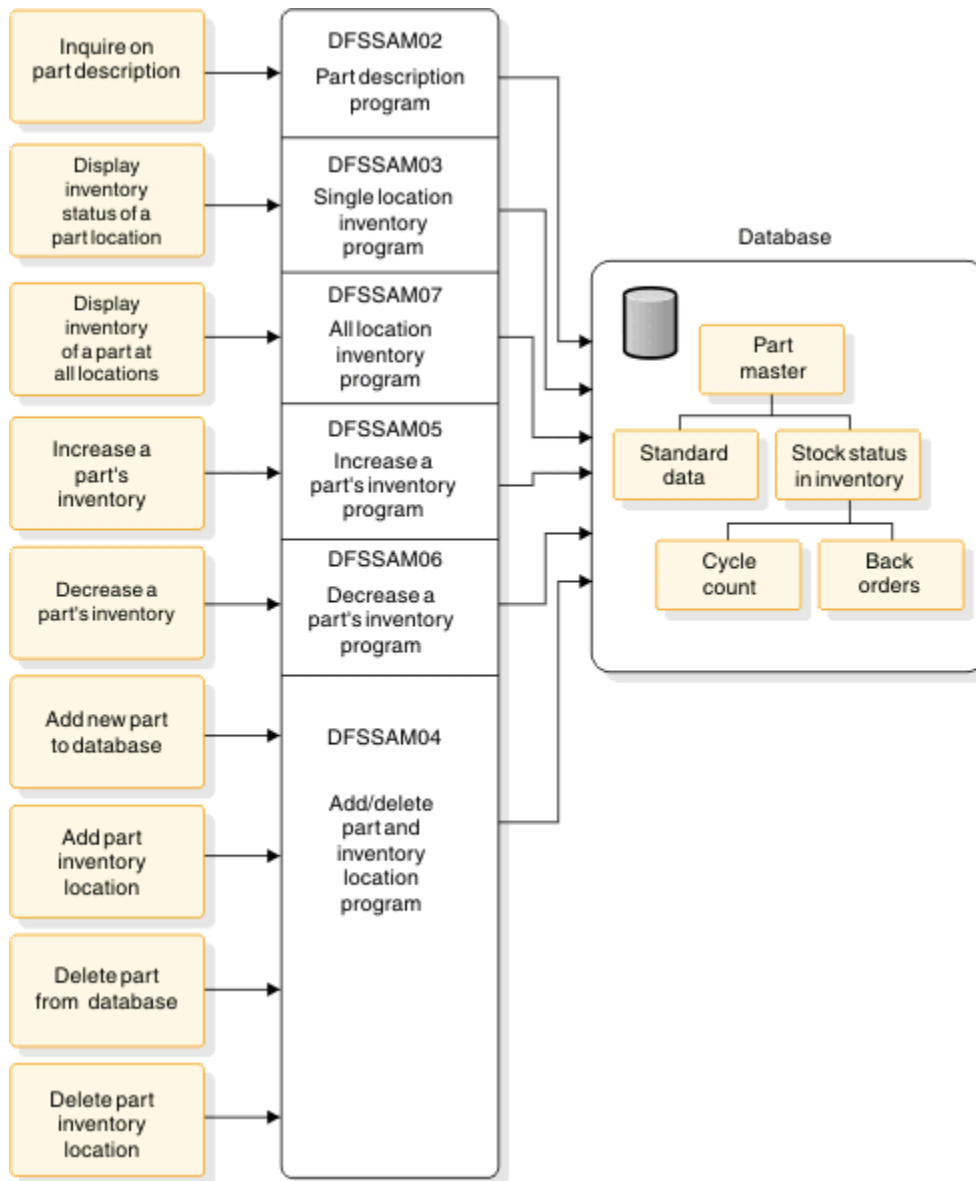 Inquire on
part description
DFSSAM02
Part description
program
Display
inventory
status of a
part location
DFSSAM03
Single location
inventory
program
Display
inventory
of a part at
all locations
DFSSAM07
All location
inventory
program
Increase a
part's
inventory
DFSSAM05
Increase a
part's inventory
program
Decrease a
part's inventory
DFSSAM06
Decrease a
part's inventory
program
Add new part
to database
Add part
inventory
location
Delete part
from database
Delete part
inventory
location
DFSSAM04
Add/delete
part and
inventory
location
program
Database
Part
master
Standard
data
Stock status
in inventory
Cycle
count
Back
orders